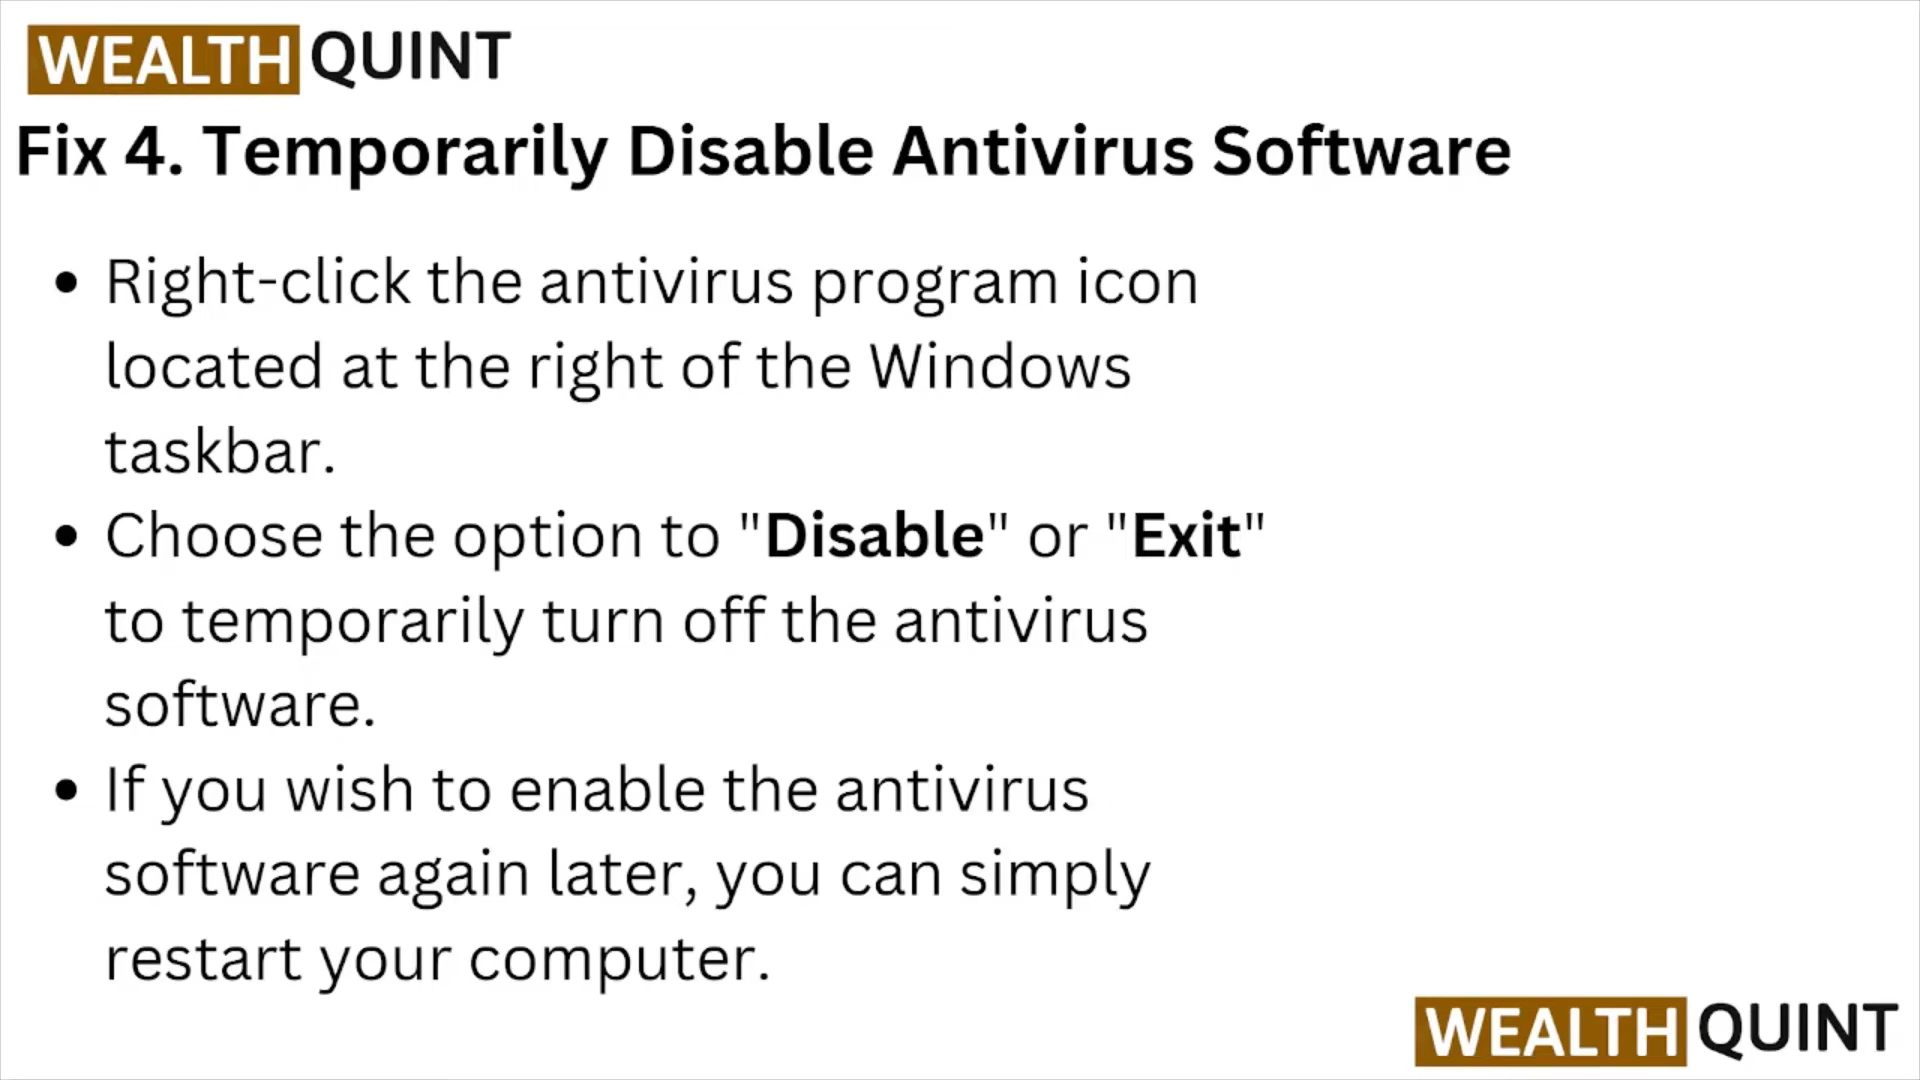 WEALTH QUINT
Fix 4. Temporarily Disable Antivirus Software
• Right-click the antivirus program icon
located at the right of the Windows
taskbar.
• Choose the option to "Disable" or "Exit"
to temporarily turn off the antivirus
software.
• If you wish to enable the antivirus
software again later, you can simply
restart your computer.
WEALTH QUINT